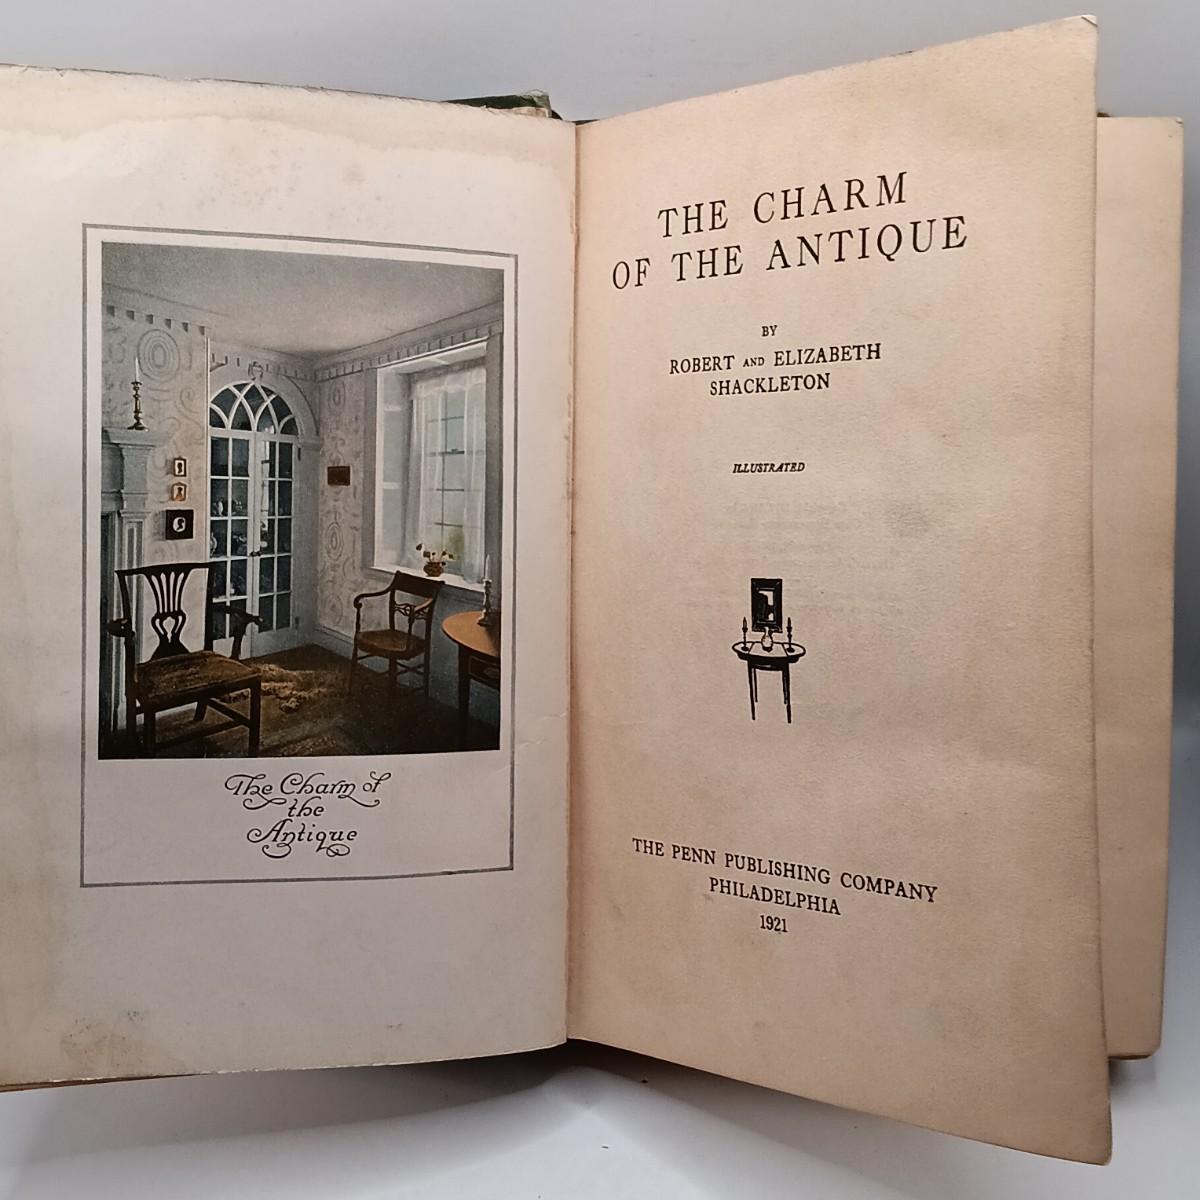 The Charm of
the
Antique
THE CHARM
OF THE ANTIQUE
BY
ROBERT AND ELIZABETH
SHACKLETON
ILLUSTRATED
THE PENN PUBLISHING COMPANY
PHILADELPHIA
1921